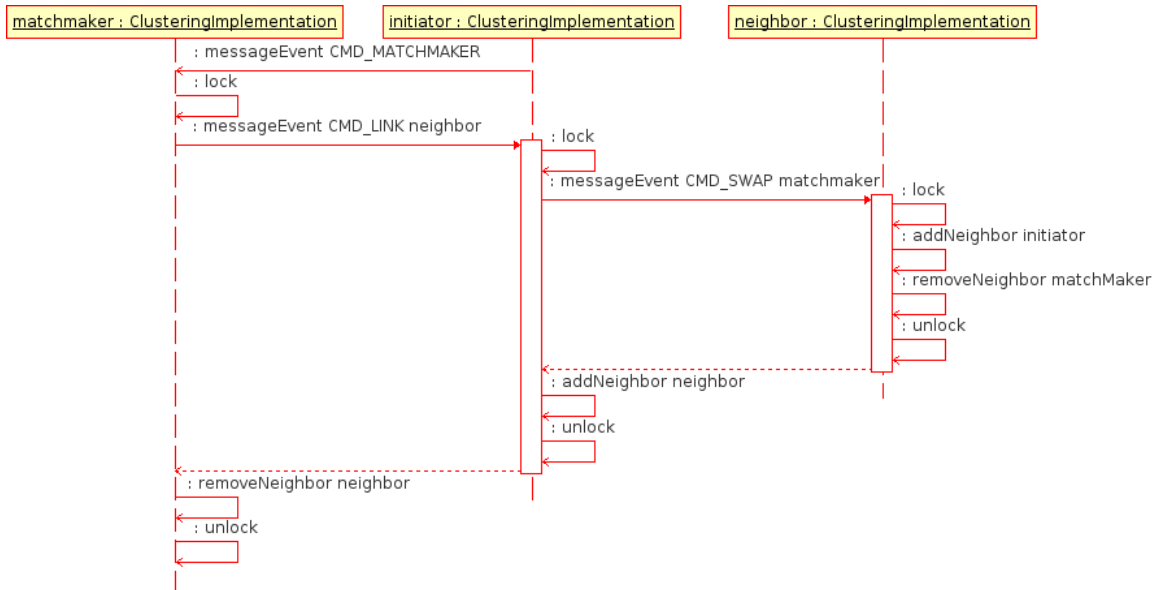 matchmaker : ClusteringImplementation
initiator : ClusteringImplementation
neighbor : ClusteringImplementation
: messageEvent CMD_MATCHMAKER
: lock
: messageEvent CMD_LINK neighbor
: lock
: messageEvent CMD_SWAP matchmaker
: lock
: addNeighbor initiator
: removeNeighbor matchMaker
: unlock
: addNeighbor neighbor
: unlock
: removeNeighbor neighbor
: unlock